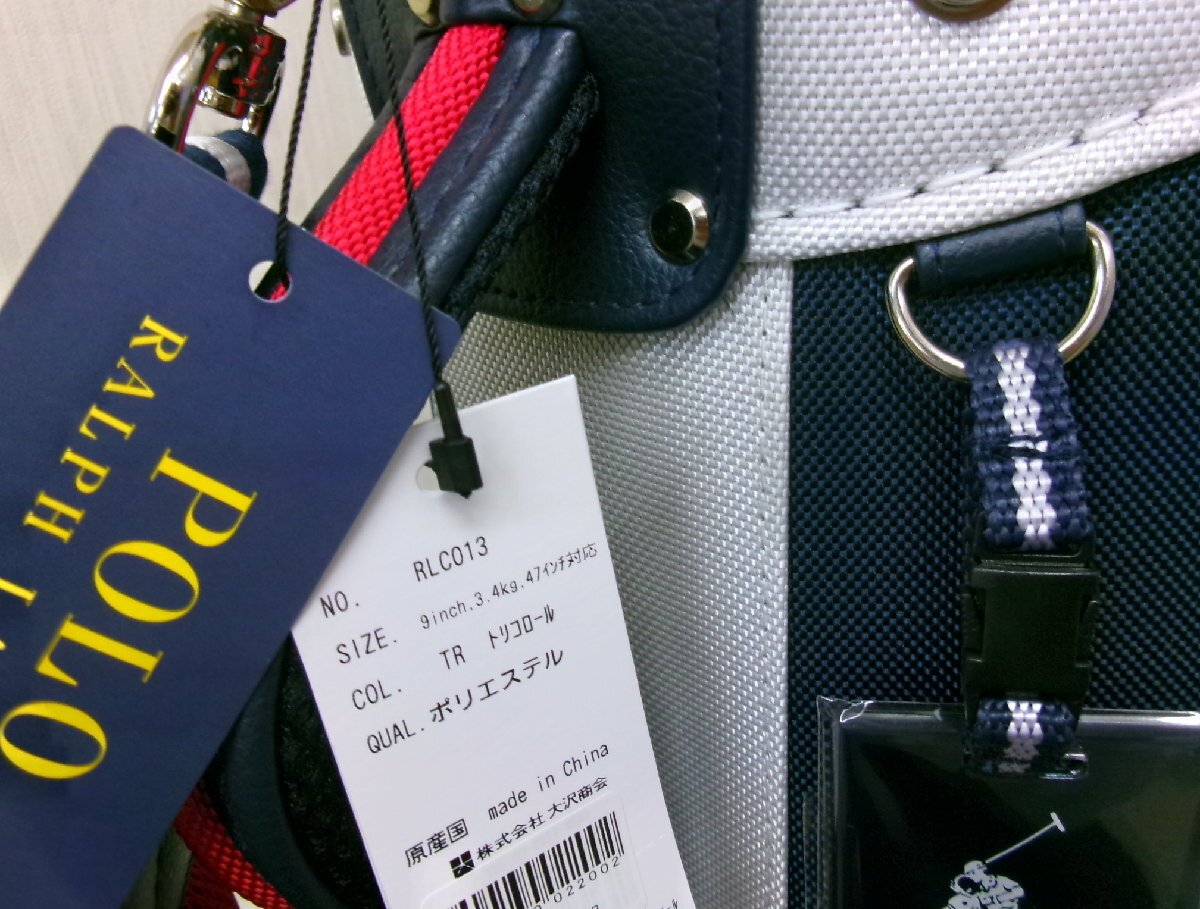 POLO
RALPH
NO. RLC013
SIZE. 9inch.3.4kg.47インチ対応
COL. TR トリコロール
QUAL. ポリエステル
原産国 made in China
株式会社 大沢商会
022002